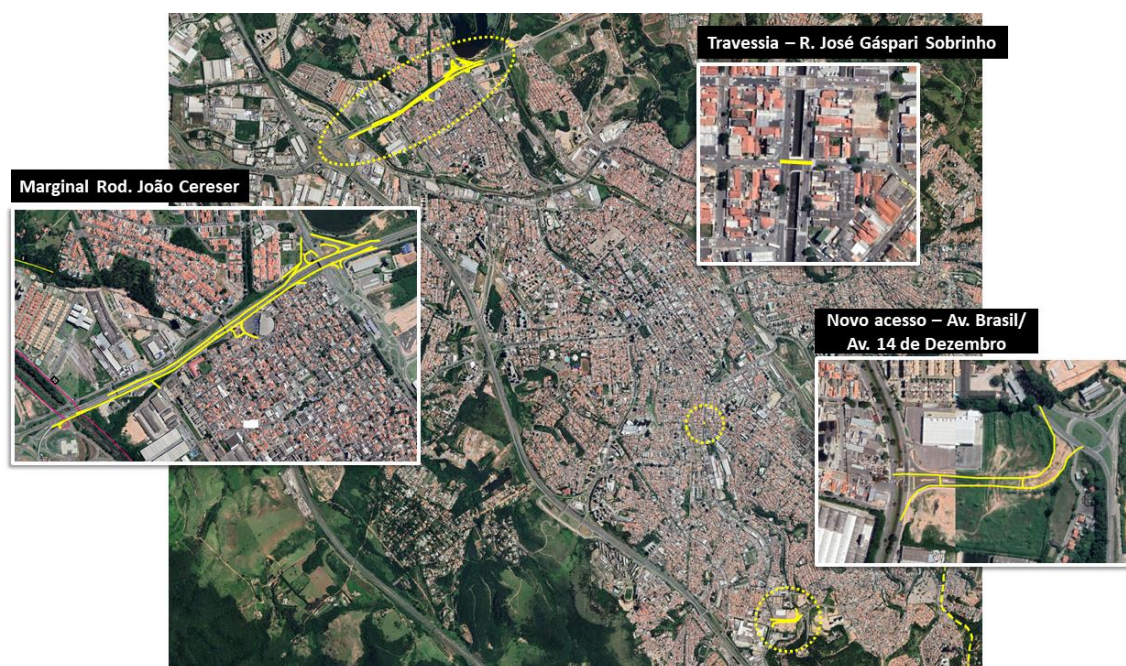 Travessia – R. José Gáspari Sobrinho
Marginal Rod. João Cereser
Novo acesso – Av. Brasil/
Av. 14 de Dezembro